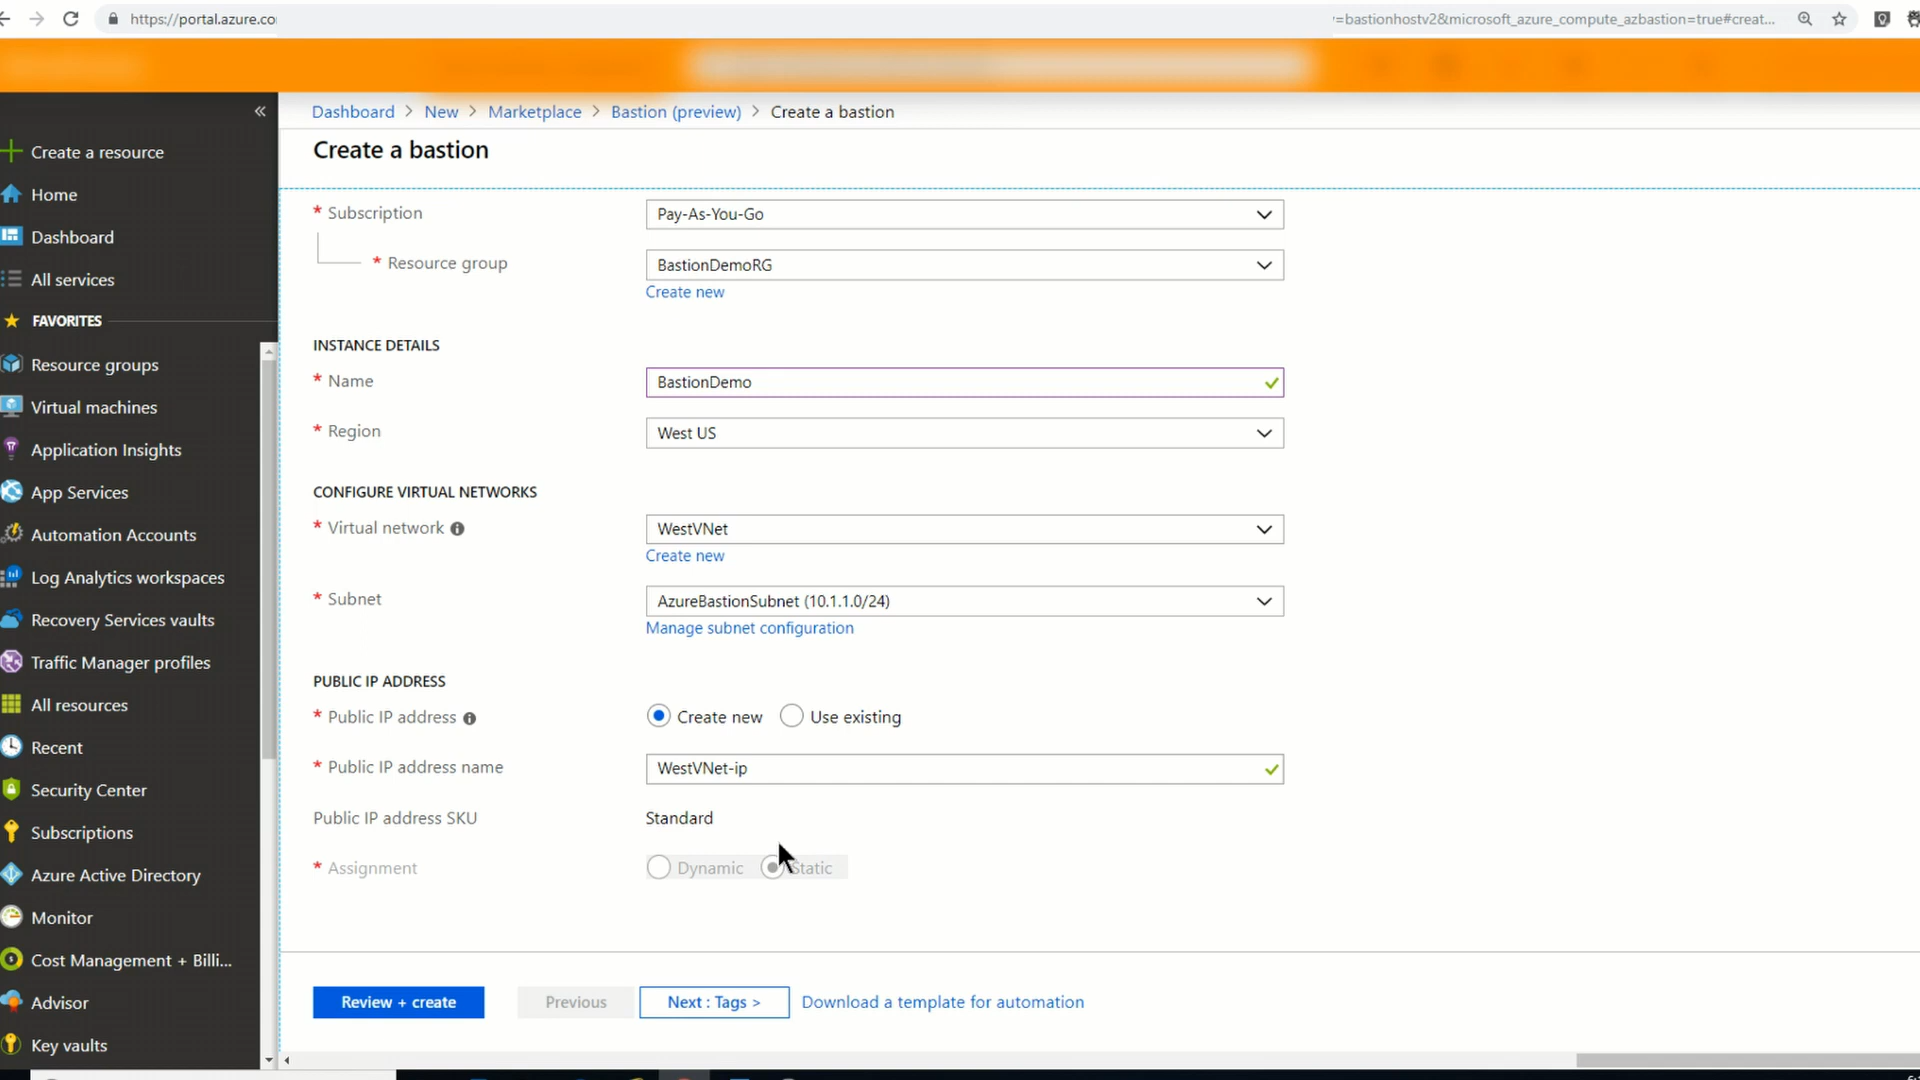 https://portal.azure.co
=bastionhostv2&microsoft_azure_compute_azbastion=true#creat...
Dashboard > New > Marketplace > Bastion (preview) > Create a bastion
Create a bastion
Create a resource
Home
Dashboard
All services
FAVORITES
Resource groups
Virtual machines
Application Insights
App Services
Automation Accounts
Log Analytics workspaces
Recovery Services vaults
Traffic Manager profiles
All resources
Recent
Security Center
Subscriptions
Azure Active Directory
Monitor
Cost Management + Billi...
Advisor
Key vaults
* Subscription
Pay-As-You-Go
* Resource group
BastionDemoRG
Create new
INSTANCE DETAILS
* Name
BastionDemo
* Region
West US
CONFIGURE VIRTUAL NETWORKS
* Virtual network
WestVNet
Create new
* Subnet
AzureBastionSubnet (10.1.1.0/24)
Manage subnet configuration
PUBLIC IP ADDRESS
* Public IP address
Create new Use existing
* Public IP address name
WestVNet-ip
Public IP address SKU
Standard
* Assignment
Dynamic Static
Review + create
Previous
Next : Tags >
Download a template for automation